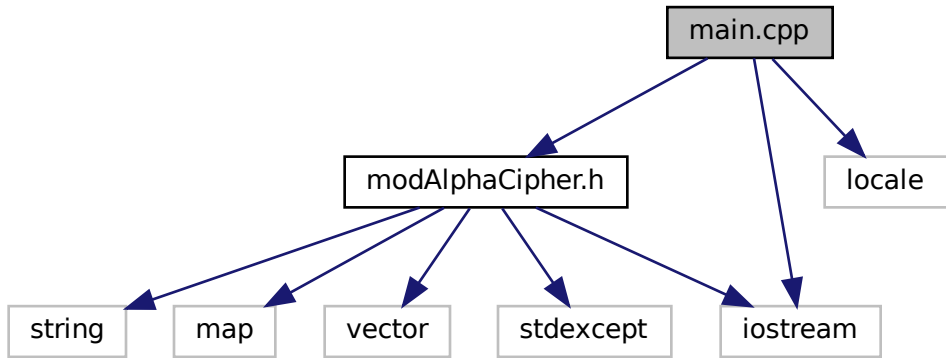 main.cpp
modAlphaCipher.h
locale
string
map
vector
stdexcept
iostream